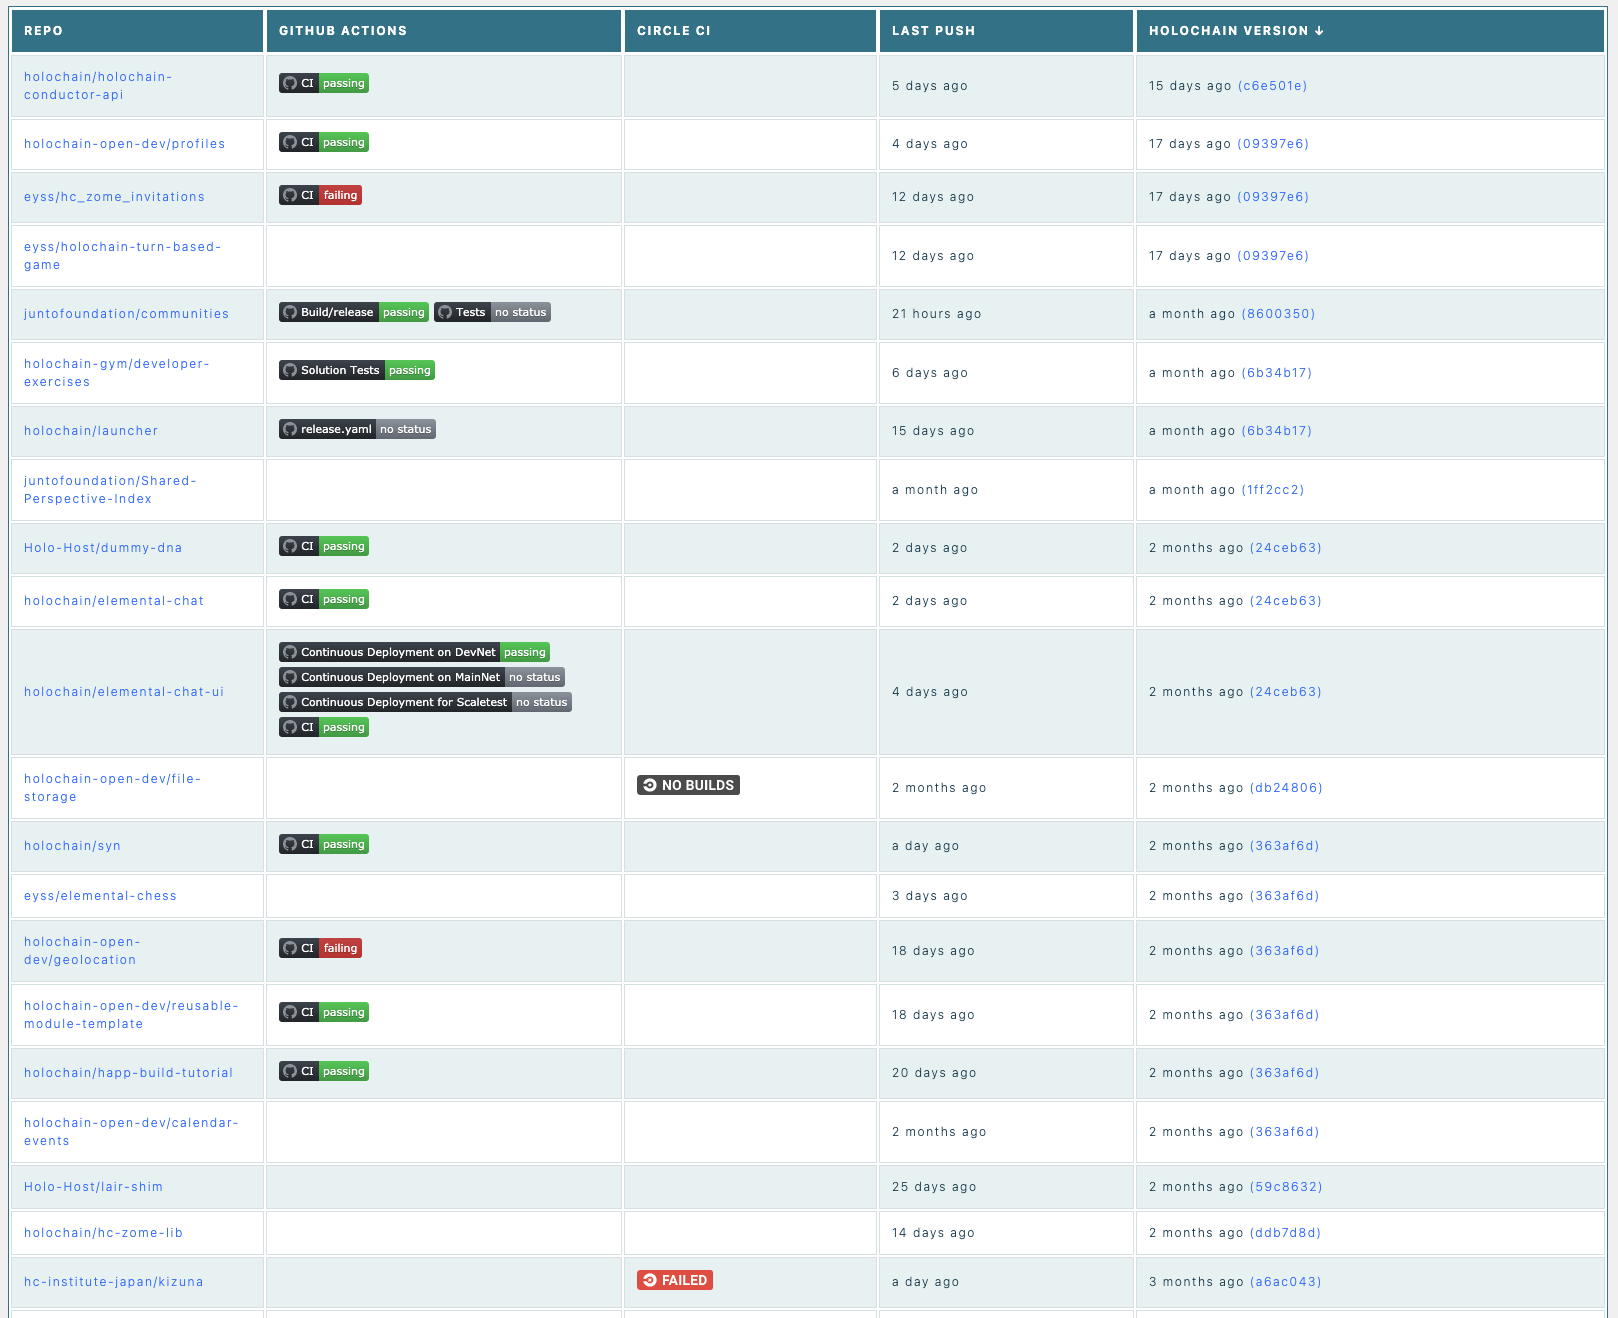 REPO GITHUB ACTIONS CIRCLE CI LAST PUSH HOLOCHAIN VERSION ↓
holochain/holochain-
conductor-api
CI passing
5 days ago
15 days ago (c6e501e)
holochain-open-dev/profiles
CI passing
4 days ago
17 days ago (09397e6)
eyss/hc_zome_invitations
CI failing
12 days ago
17 days ago (09397e6)
eyss/holochain-turn-based-
game
12 days ago
17 days ago (09397e6)
juntofoundation/communities
Build/release passing Tests no status
21 hours ago
a month ago (8600350)
holochain-gym/developer-
exercises
Solution Tests passing
6 days ago
a month ago (6b34b17)
holochain/launcher
release.yaml no status
15 days ago
a month ago (6b34b17)
juntofoundation/Shared-
Perspective-Index
a month ago
a month ago (1ff2cc2)
Holo-Host/dummy-dna
CI passing
2 days ago
2 months ago (24ceb63)
holochain/elemental-chat
CI passing
2 days ago
2 months ago (24ceb63)
holochain/elemental-chat-ui
Continuous Deployment on DevNet passing
Continuous Deployment on MainNet no status
Continuous Deployment for Scaletest no status
CI passing
4 days ago
2 months ago (24ceb63)
holochain-open-dev/file-
storage
NO BUILDS
2 months ago
2 months ago (db24806)
holochain/syn
CI passing
a day ago
2 months ago (363af6d)
eyss/elemental-chess
3 days ago
2 months ago (363af6d)
holochain-open-
dev/geolocation
CI failing
18 days ago
2 months ago (363af6d)
holochain-open-dev/reusable-
module-template
CI passing
18 days ago
2 months ago (363af6d)
holochain/happ-build-tutorial
CI passing
20 days ago
2 months ago (363af6d)
holochain-open-dev/calendar-
events
2 months ago
2 months ago (363af6d)
Holo-Host/lair-shim
25 days ago
2 months ago (59c8632)
holochain/hc-zome-lib
14 days ago
2 months ago (ddb7d8d)
hc-institute-japan/kizuna
FAILED
a day ago
3 months ago (a6ac043)